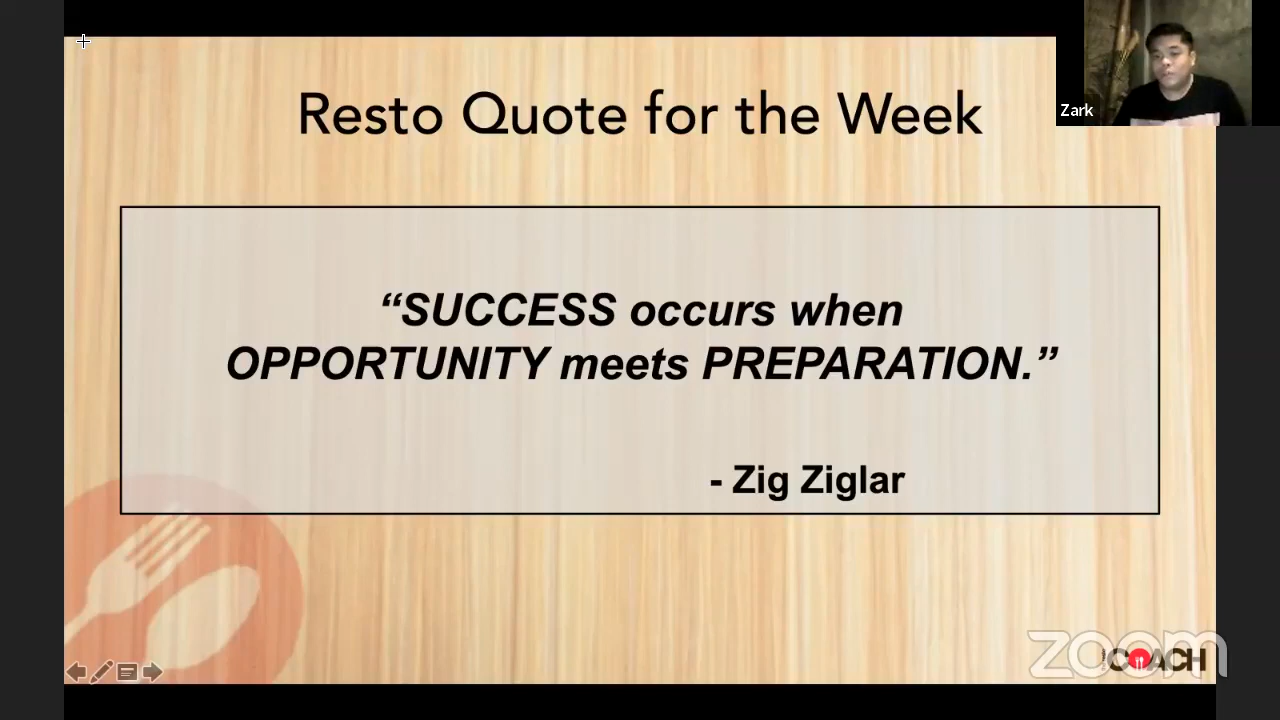 Resto Quote for the Week
Zark
“SUCCESS occurs when
OPPORTUNITY meets PREPARATION.”
- Zig Ziglar
zoom
COACH